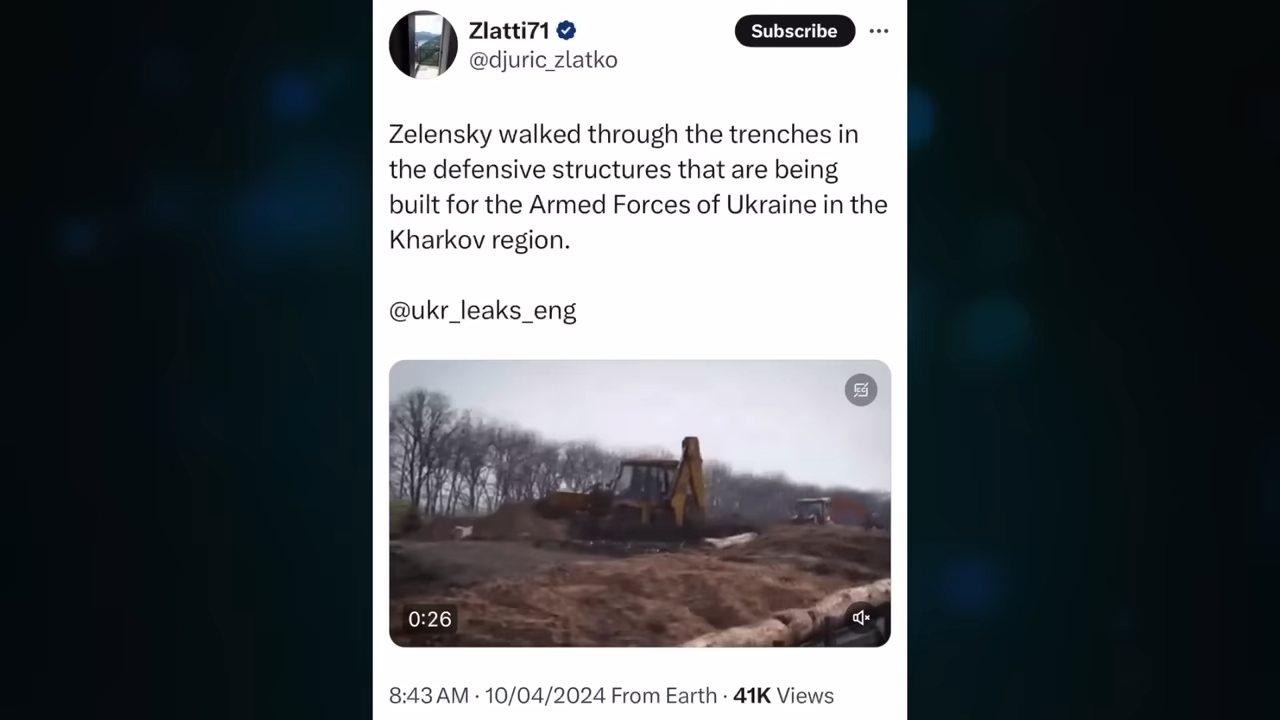 Zlatti71
Subscribe
@djuric_zlatko
Zelensky walked through the trenches in
the defensive structures that are being
built for the Armed Forces of Ukraine in the
Kharkov region.
@ukr_leaks_eng
0:26
8:43 AM · 10/04/2024 From Earth · 41K Views